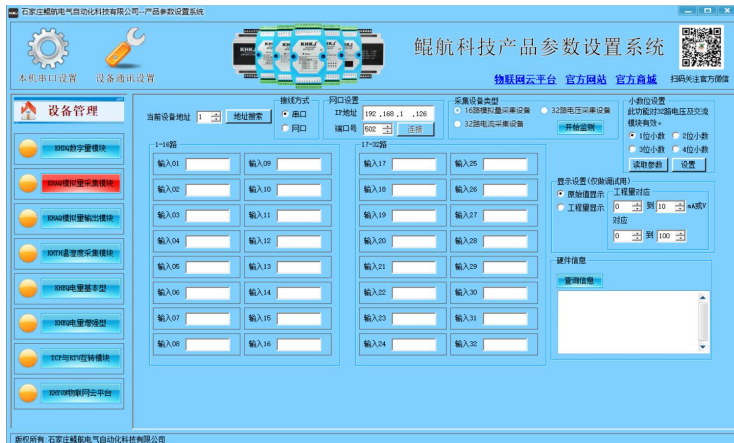 石家庄鲲航电气自动化科技有限公司--产品参数设置系统
KHKJ
鲲航科技产品参数设置系统
本机串口设置 设备通讯设置
物联网云平台 官方网站 官方商城 扫码关注官方微信
设备管理
KHDQ数字量模块
KHAQ模拟量采集模块
KHAQ模拟量输出模块
KHTH温湿度采集模块
KHEQ电量基本型
KHEQ电量增强型
TCP与RTU互转模块
KHYUN物联网云平台
当前设备地址 1 地址搜索
接线方式
串口
网口
网口设置
IP地址 192 .168 .1 .126
端口号 502 连接
采集设备类型
16路模拟量采集设备 32路电压采集设备
32路电流采集设备 开始监测
小数位设置
此功能对32路电压及交流
模块有效。
1位小数 2位小数
3位小数 4位小数
读取参数 设置
1-16路
输入01 输入09
输入02 输入10
输入03 输入11
输入04 输入12
输入05 输入13
输入06 输入14
输入07 输入15
输入08 输入16
17-32路
输入17 输入25
输入18 输入26
输入19 输入27
输入20 输入28
输入21 输入29
输入22 输入30
输入23 输入31
输入24 输入32
显示设置(仅做调试用)
原始值显示
工程量显示
工程量对应
0 到 10 mA或V
对应
0 到 100
硬件信息
查询信息
版权所有:石家庄鲲航电气自动化科技有限公司